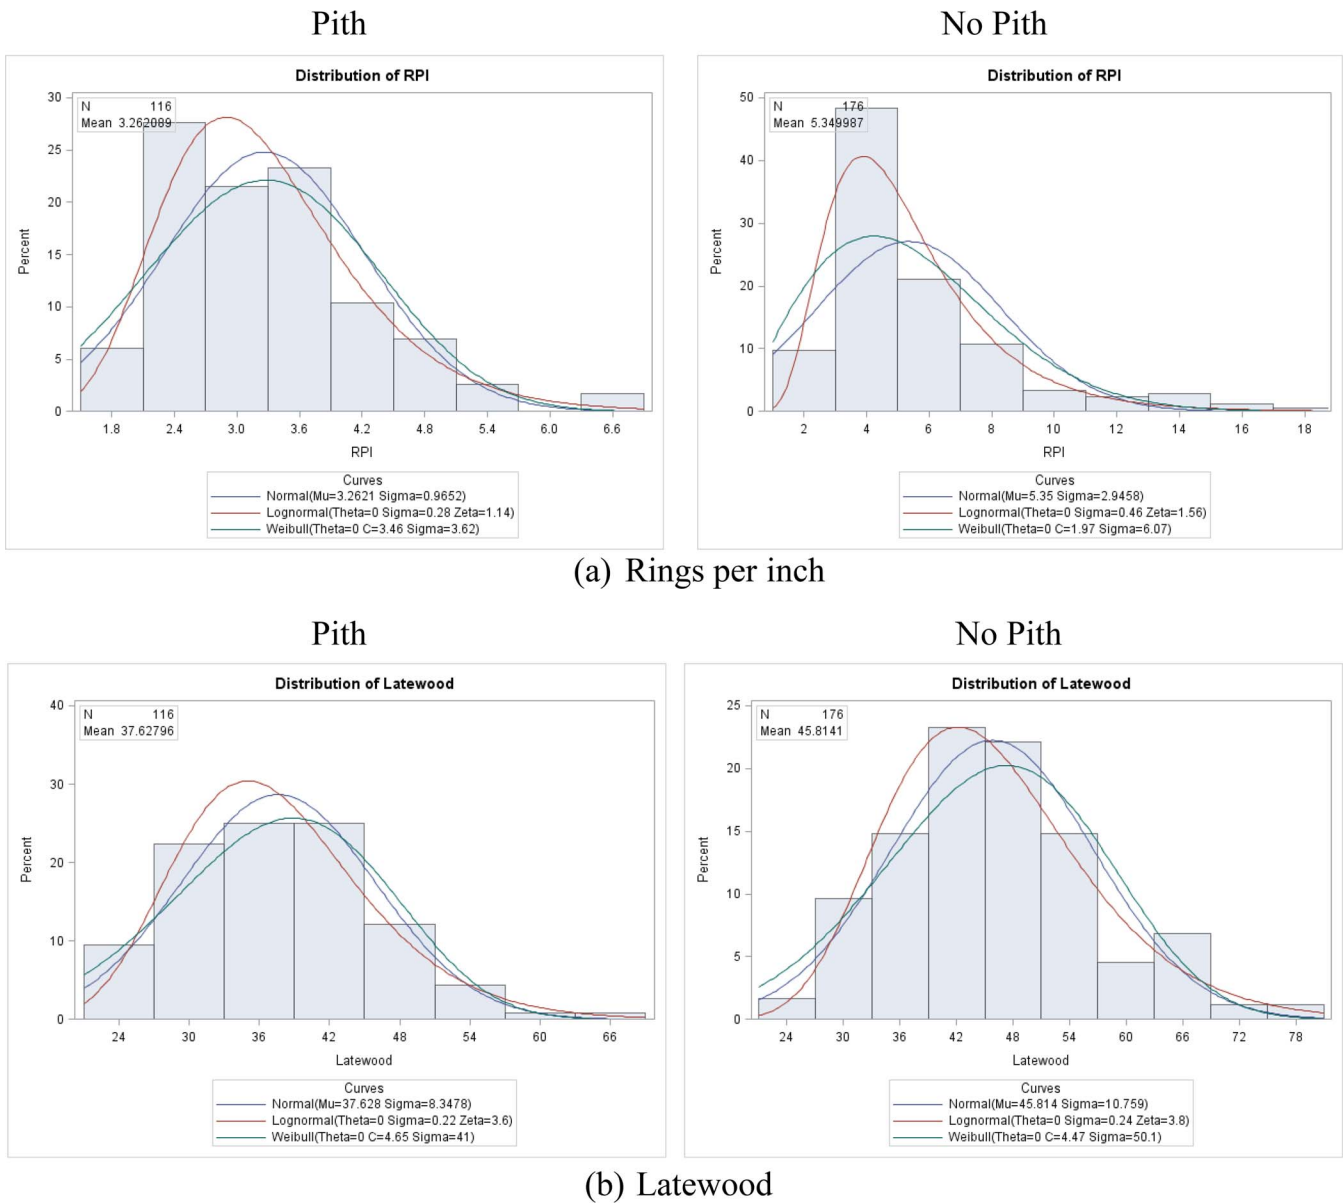 Pith
No Pith
Distribution of RPI
N 116
Mean 3.262089
30
25
20
15
10
5
0
Percent
1.8 2.4 3.0 3.6 4.2 4.8 5.4 6.0 6.6
RPI
Curves
Normal(Mu=3.2621 Sigma=0.9652)
Lognormal(Theta=0 Sigma=0.28 Zeta=1.14)
Weibull(Theta=0 C=3.46 Sigma=3.62)
Distribution of RPI
N 176
Mean 5.349987
50
40
30
20
10
0
Percent
2 4 6 8 10 12 14 16 18
RPI
Curves
Normal(Mu=5.35 Sigma=2.9458)
Lognormal(Theta=0 Sigma=0.46 Zeta=1.56)
Weibull(Theta=0 C=1.97 Sigma=6.07)
(a) Rings per inch
Pith
No Pith
Distribution of Latewood
N 116
Mean 37.62796
40
30
20
10
0
Percent
24 30 36 42 48 54 60 66
Latewood
Curves
Normal(Mu=37.628 Sigma=8.3478)
Lognormal(Theta=0 Sigma=0.22 Zeta=3.6)
Weibull(Theta=0 C=4.65 Sigma=41)
Distribution of Latewood
N 176
Mean 45.8141
25
20
15
10
5
0
Percent
24 30 36 42 48 54 60 66 72 78
Latewood
Curves
Normal(Mu=45.814 Sigma=10.759)
Lognormal(Theta=0 Sigma=0.24 Zeta=3.8)
Weibull(Theta=0 C=4.47 Sigma=50.1)
(b) Latewood